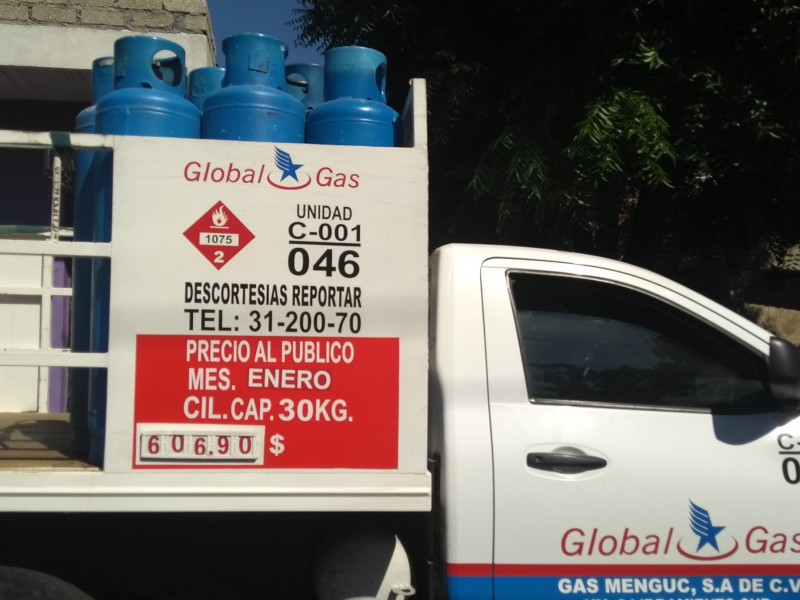 Global Gas
1075
2
UNIDAD
C-001
046
DESCORTESIAS REPORTAR
TEL: 31-200-70
PRECIO AL PUBLICO
MES. ENERO
CIL. CAP. 30KG.
606.90 $
C-
0
Global Gas
GAS MENGUC, S.A DE C.V